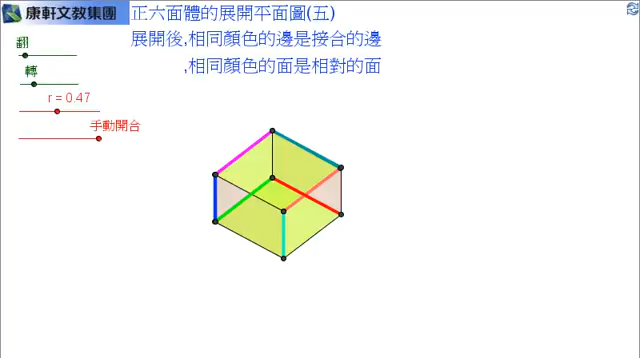 康軒文教集團
正六面體的展開平面圖(五)
展開後,相同顏色的邊是接合的邊
,相同顏色的面是相對的面
翻
轉
r = 0.47
手動開合